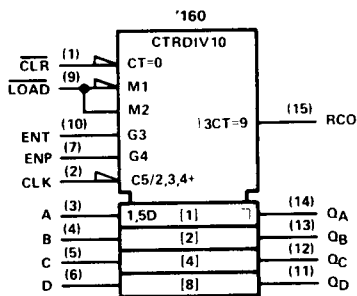 '160
CTRDIV10
CLR (1) CT=0
LOAD (9) M1
M2
3CT=9 (15) RCO
ENT (10) G3
ENP (7) G4
CLK (2) C5/2,3,4+
A (3) 1,5D [1] (14) QA
B (4) [2] (13) QB
C (5) [4] (12) QC
D (6) [8] (11) QD